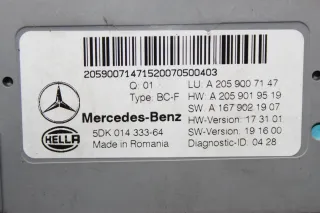 20590071471520070500403
Q 01 LU: A 205 900 71 47
Type: BC-F HW: A 205 901 95 19
SW: A 167 902 19 07
Mercedes-Benz HW-Version: 17 31 01
HELLA 5DK 014 333-64 SW-Version: 19 16 00
Made in Romania Diagnostic-ID: 04 28